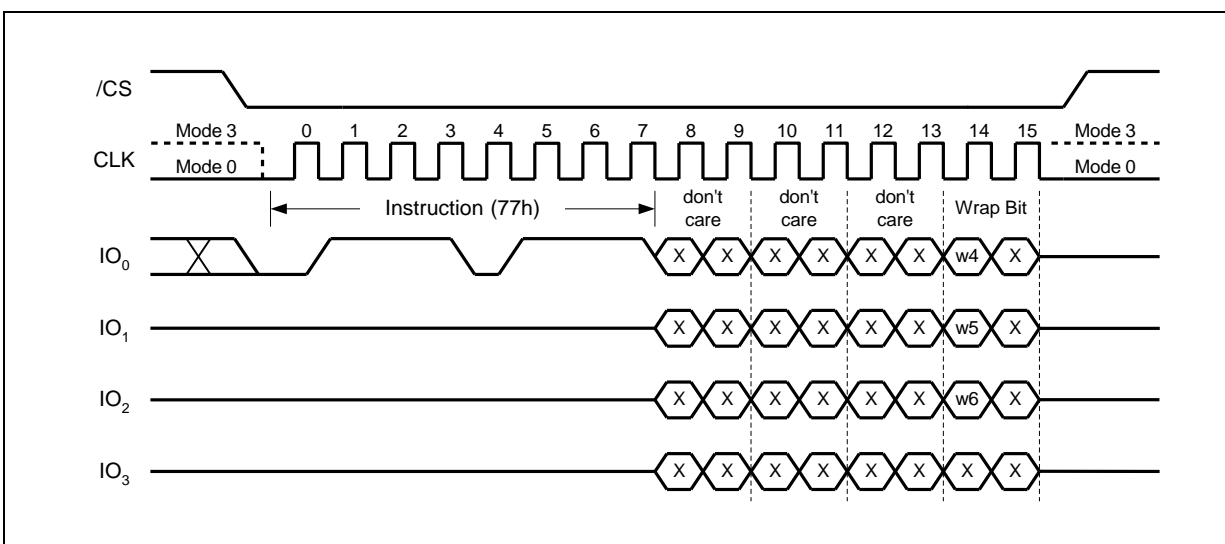 /CS
Mode 3 0 1 2 3 4 5 6 7 8 9 10 11 12 13 14 15 Mode 3
CLK
Mode 0 Mode 0
Instruction (77h) don't care don't care don't care Wrap Bit
IO0 X X X X X X w4 X
IO1 X X X X X X w5 X
IO2 X X X X X X w6 X
IO3 X X X X X X X X